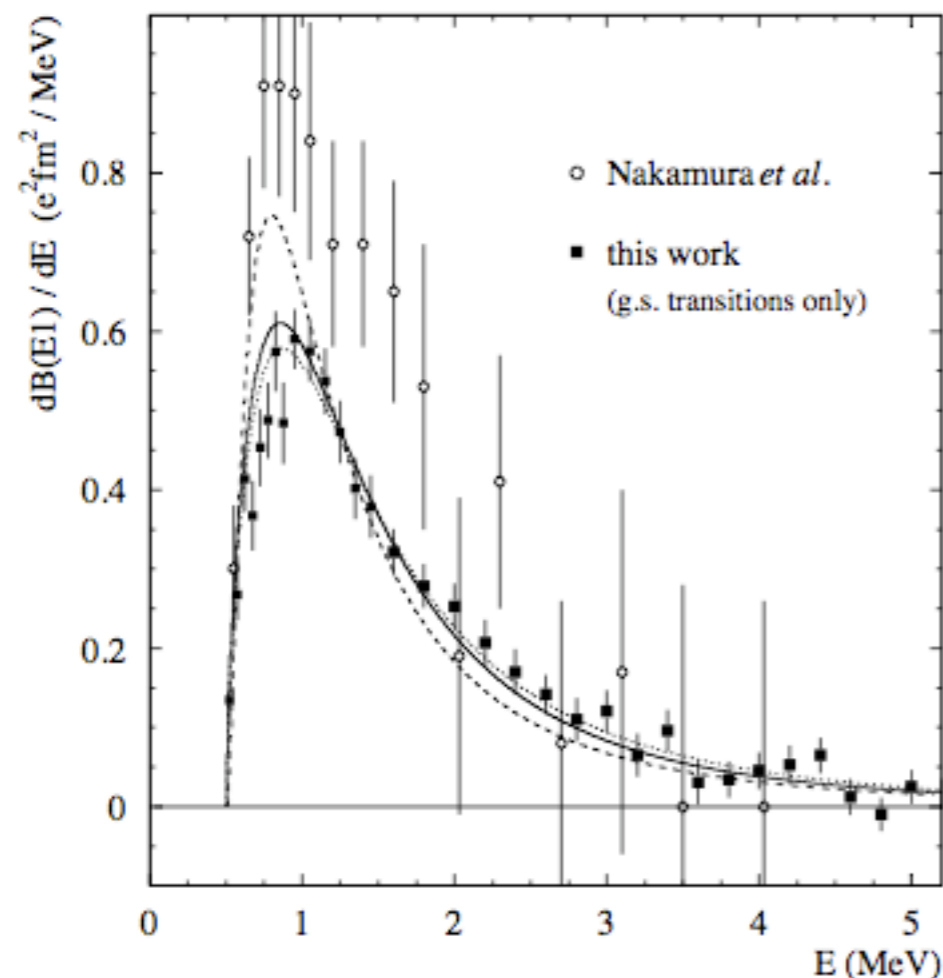 dB(E1) / dE (e²fm² / MeV)
0.8
0.6
0.4
0.2
0
Nakamura et al.
this work
(g.s. transitions only)
0 1 2 3 4 5
E (MeV)